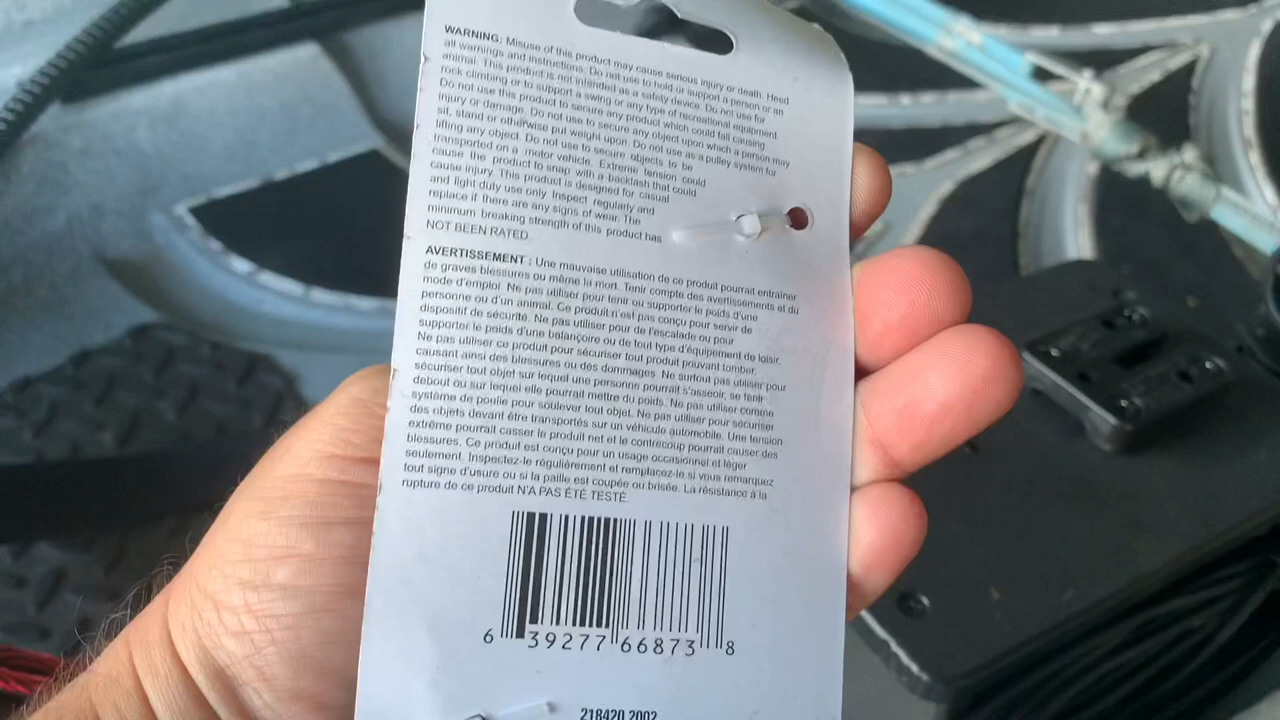 WARNING: Misuse of this product may cause serious injury or death. Heed
all warnings and instructions. Do not use to hold or support a person or an
animal. This product is not intended as a safety device. Do not use for
rock climbing or to support a swing or any type of recreational equipment.
Do not use this product to secure any product which could fall causing
injury or damage. Do not use to secure any object upon which a person may
sit, stand or otherwise put weight upon. Do not use as a pulley system for
lifting any object. Do not use to secure objects to be
transported on a motor vehicle. Extreme tension could
cause the product to snap with a backlash that could
cause injury. This product is designed for casual
and light duty use only. Inspect regularly and
replace if there are any signs of wear. The
minimum breaking strength of this product has
NOT BEEN RATED.
AVERTISSEMENT : Une mauvaise utilisation de ce produit pourrait entraîner
de graves blessures ou même la mort. Tenir compte des avertissements et du
mode d'emploi. Ne pas utiliser pour tenir ou supporter le poids d'une
personne ou d'un animal. Ce produit n'est pas conçu pour servir de
dispositif de sécurité. Ne pas utiliser pour de l'escalade ou pour
supporter le poids d'une balançoire ou de tout type d'équipement de loisir.
Ne pas utiliser ce produit pour sécuriser tout produit pouvant tomber,
causant ainsi des blessures ou dés dommages. Ne surtout pas utiliser pour
sécuriser tout objet sur lequel une personne pourrait s'asseoir, se tenir
debout ou sur lequel elle pourrait mettre du poids. Ne pas utiliser comme
système de poulie pour soulever tout objet. Ne pas utiliser pour sécuriser
des objets devant être transportés sur un véhicule automobile. Une tension
extrême pourrait casser le produit net et le contrecoup pourrait causer des
blessures. Ce produit est conçu pour un usage occasionnel et léger
seulement. Inspectez-le régulièrement et remplacez-le si vous remarquez
tout signe d'usure ou si la paille est coupée ou brisée. La résistance à la
rupture de ce produit N'A PAS ÉTÉ TESTÉ.
6 39277 66873 8
218420 2002